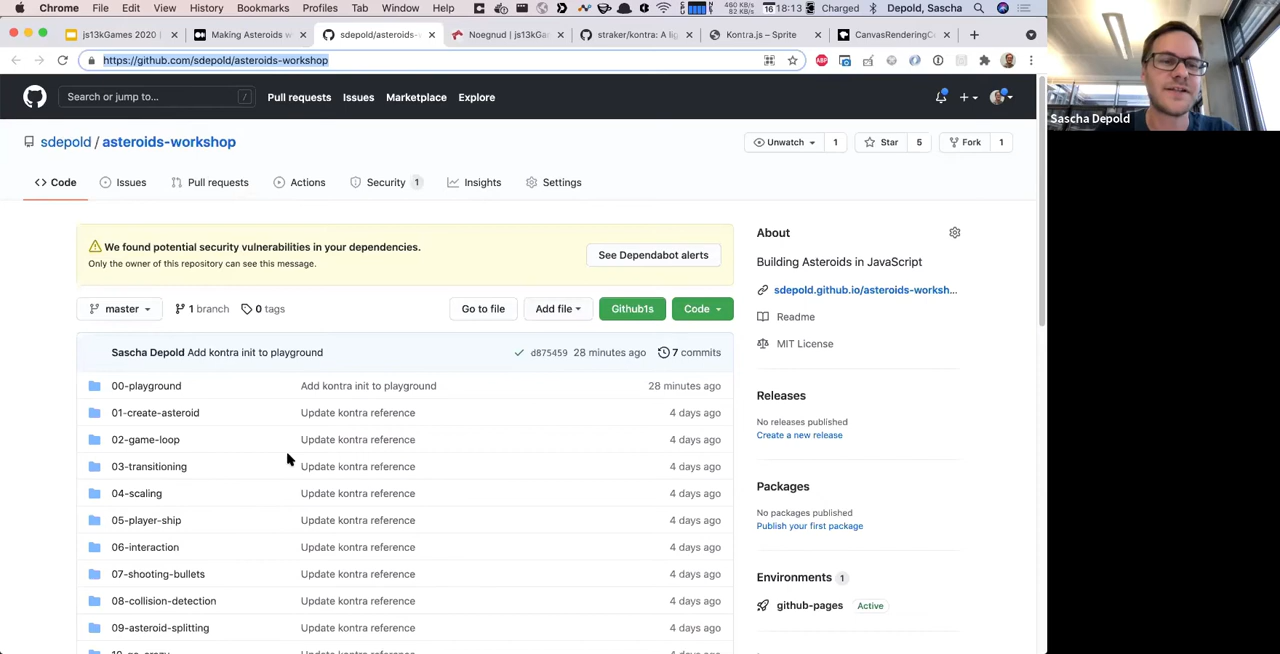 Chrome File Edit View History Bookmarks Profiles Tab Window Help 460 KB/s 82 KB/s 16 18:13 Charged Depold, Sascha
js13kGames 2020 | Making Asteroids w sdepold/asteroids- Noegnud | js13kGa straker/kontra: A lig Kontra.js – Sprite CanvasRenderingC
https://github.com/sdepold/asteroids-workshop ABP
Search or jump to... / Pull requests Issues Marketplace Explore
Sascha Depold
sdepold / asteroids-workshop Unwatch 1 Star 5 Fork 1
Code Issues Pull requests Actions Security 1 Insights Settings
We found potential security vulnerabilities in your dependencies.
Only the owner of this repository can see this message.
See Dependabot alerts
master 1 branch 0 tags Go to file Add file Github1s Code
Sascha Depold Add kontra init to playground d875459 28 minutes ago 7 commits
00-playground Add kontra init to playground 28 minutes ago
01-create-asteroid Update kontra reference 4 days ago
02-game-loop Update kontra reference 4 days ago
03-transitioning Update kontra reference 4 days ago
04-scaling Update kontra reference 4 days ago
05-player-ship Update kontra reference 4 days ago
06-interaction Update kontra reference 4 days ago
07-shooting-bullets Update kontra reference 4 days ago
08-collision-detection Update kontra reference 4 days ago
09-asteroid-splitting Update kontra reference 4 days ago
About
Building Asteroids in JavaScript
sdepold.github.io/asteroids-worksh...
Readme
MIT License
Releases
No releases published
Create a new release
Packages
No packages published
Publish your first package
Environments 1
github-pages Active